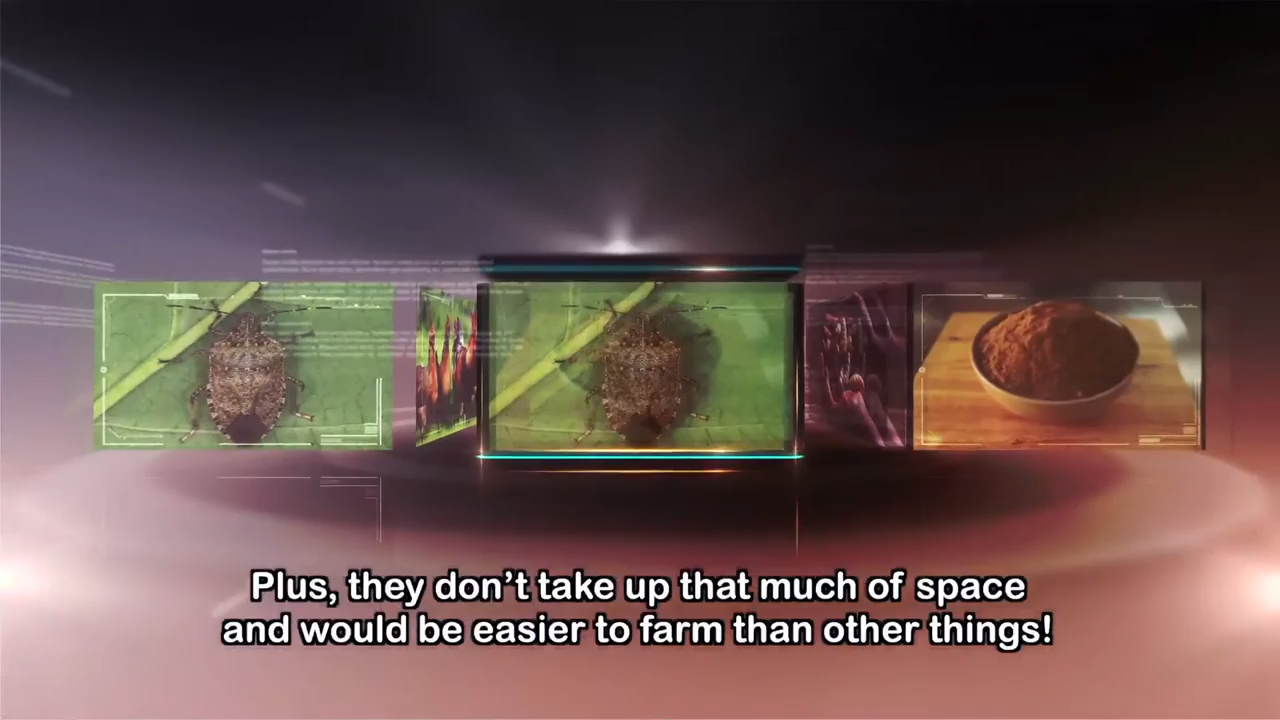 Plus, they don't take up that much of space
and would be easier to farm than other things!